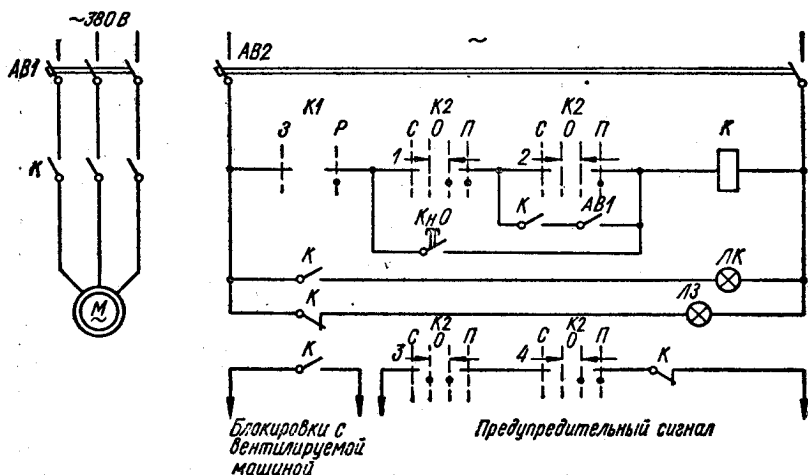 ~380 В
АВ1
К
М
~
АВ2
~
К1
З Р
К2
С О П
1
К2
С О П
2
К
К
АВ1
КнО
К
ЛК
К
ЛЗ
К
К2
С О П
3
К2
С О П
4
К
Блокировки с
вентилируемой
машиной
Предупредительный сигнал